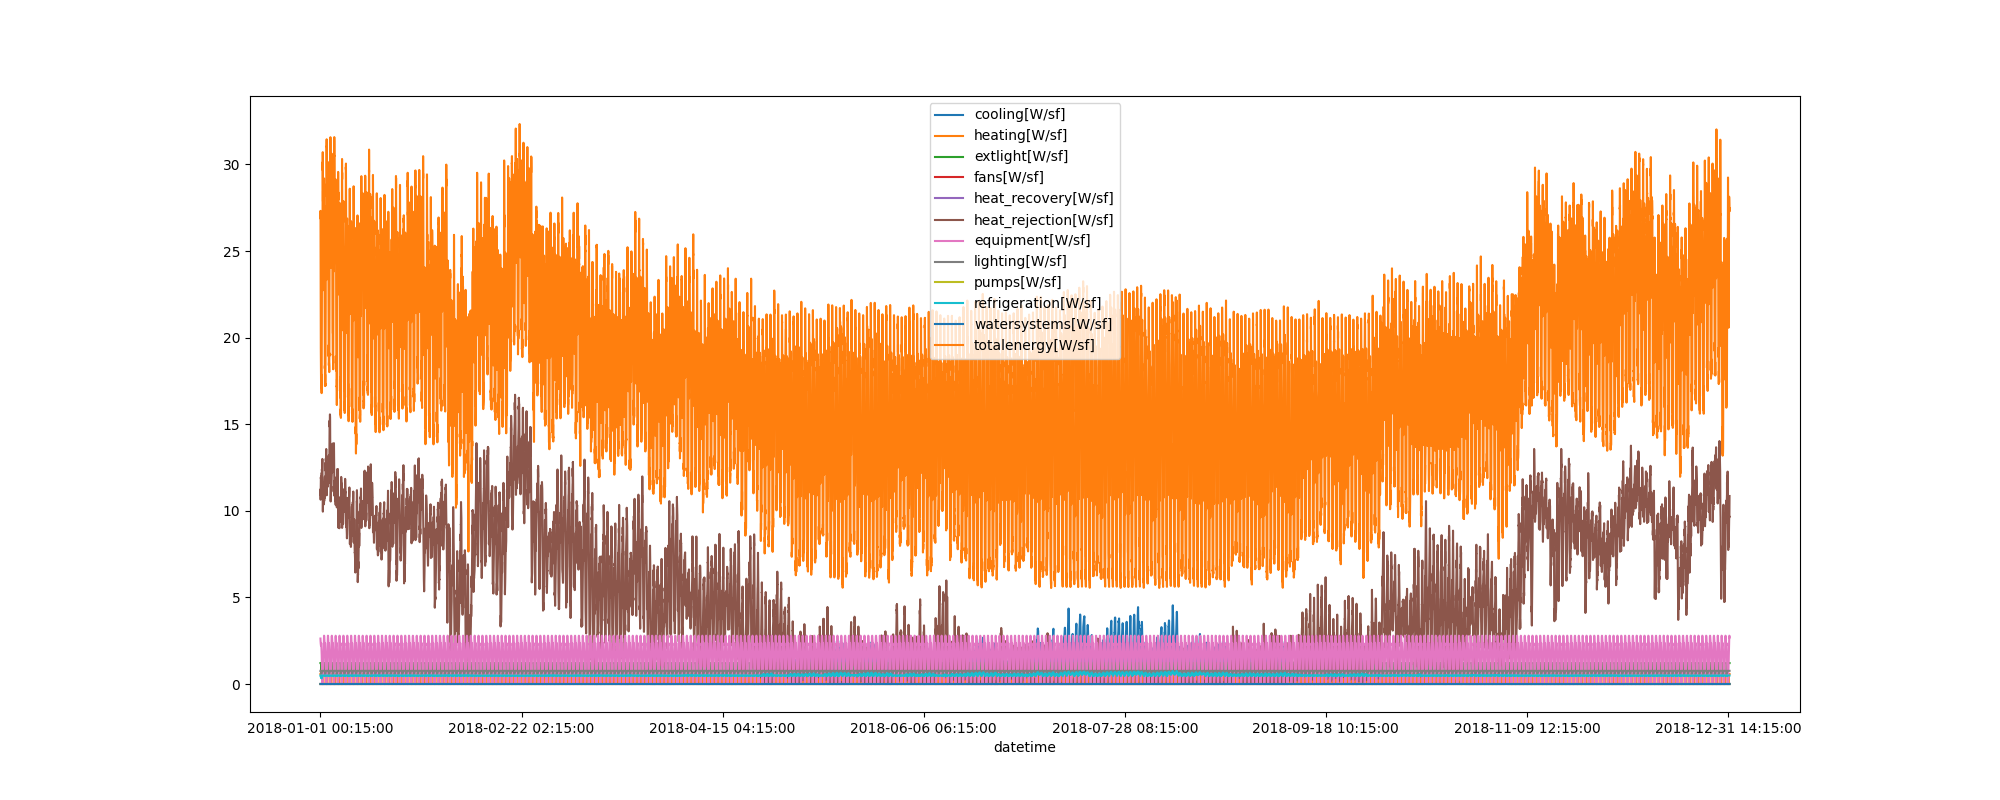 cooling[W/sf]
heating[W/sf]
extlight[W/sf]
fans[W/sf]
heat_recovery[W/sf]
heat_rejection[W/sf]
equipment[W/sf]
lighting[W/sf]
pumps[W/sf]
refrigeration[W/sf]
watersystems[W/sf]
totalenergy[W/sf]
30
25
20
15
10
5
0
2018-01-01 00:15:00 2018-02-22 02:15:00 2018-04-15 04:15:00 2018-06-06 06:15:00 2018-07-28 08:15:00 2018-09-18 10:15:00 2018-11-09 12:15:00 2018-12-31 14:15:00
datetime